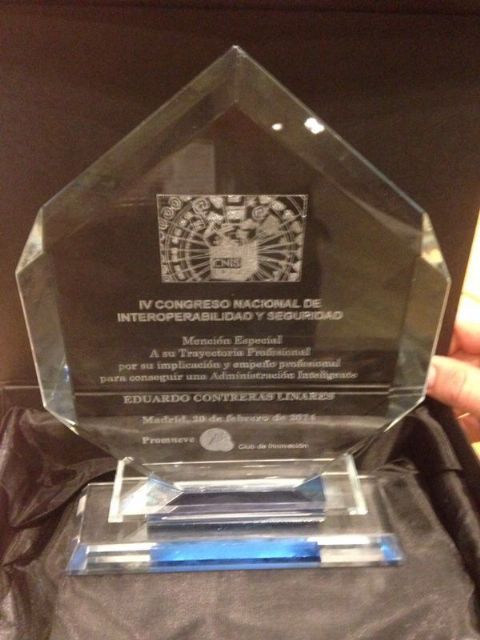 CNIS
IV CONGRESO NACIONAL DE
INTEROPERABILIDAD Y SEGURIDAD
Mención Especial
A su Trayectoria Profesional
por su implicación y empeño profesional
para conseguir una Administración Inteligente
EDUARDO CONTRERAS LINARES
Madrid, 20 de febrero de 2014
Promueve Club de Innovación